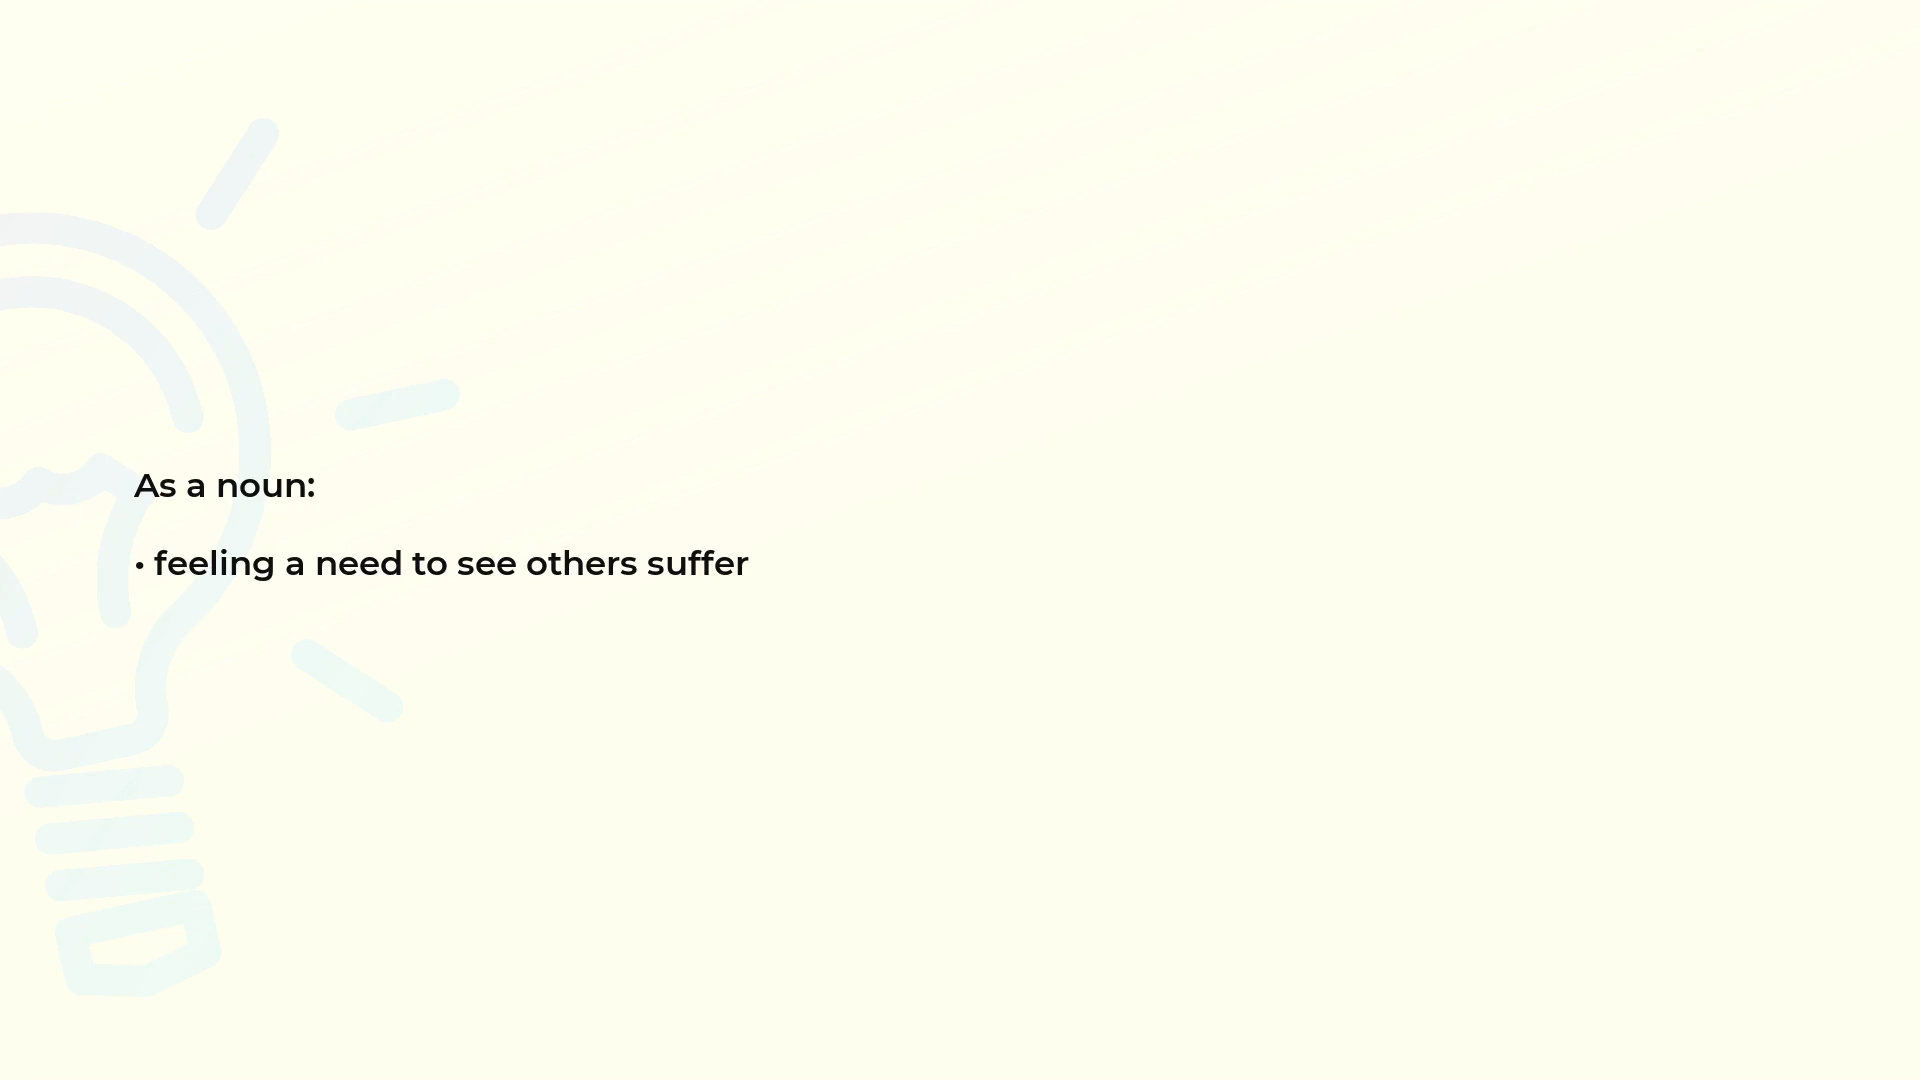 As a noun:
• feeling a need to see others suffer